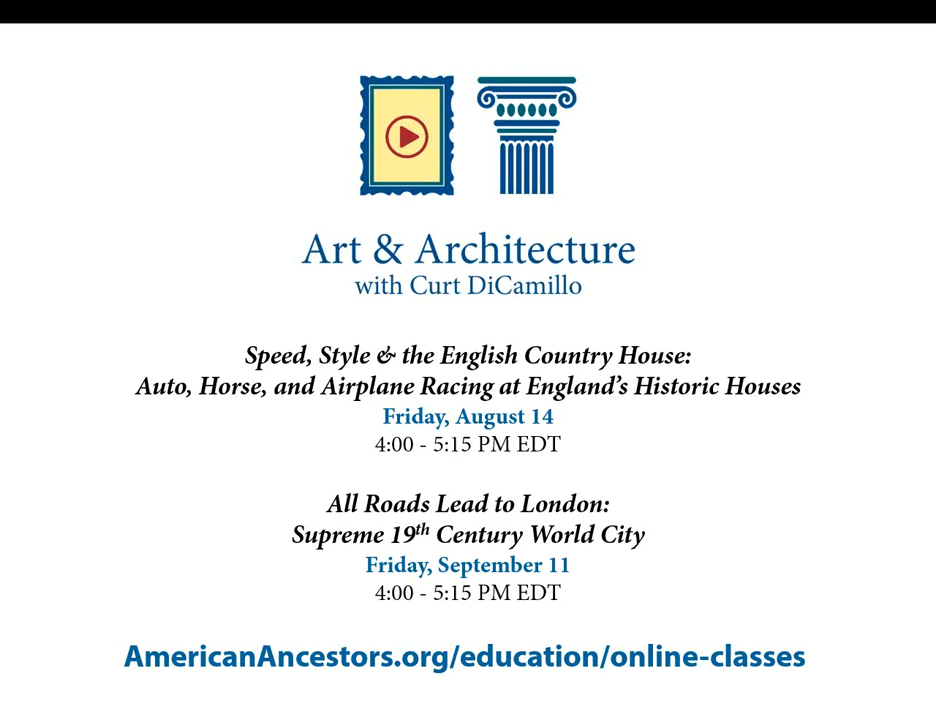 Art & Architecture
with Curt DiCamillo
Speed, Style & the English Country House:
Auto, Horse, and Airplane Racing at England’s Historic Houses
Friday, August 14
4:00 - 5:15 PM EDT
All Roads Lead to London:
Supreme 19th Century World City
Friday, September 11
4:00 - 5:15 PM EDT
AmericanAncestors.org/education/online-classes